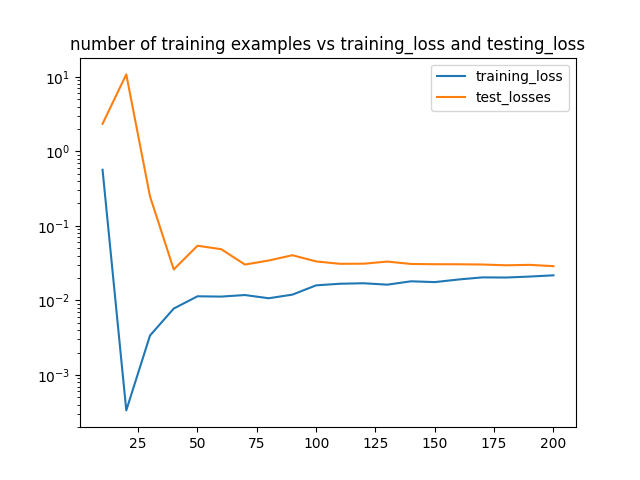 number of training examples vs training_loss and testing_loss
training_loss
test_losses
10^1
10^0
10^-1
10^-2
10^-3
25 50 75 100 125 150 175 200